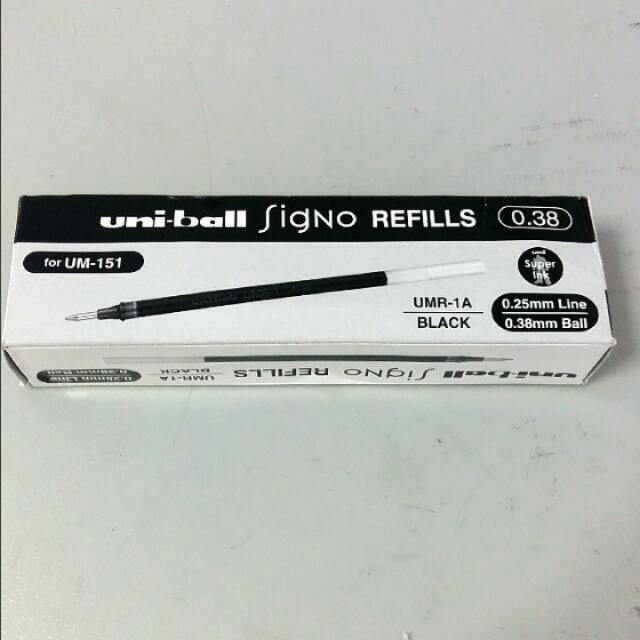 uni-ball Signo REFILLS 0.38
for UM-151
uni Super Ink
UMR-1A
BLACK
0.25mm Line
0.38mm Ball
uni-ball Signo REFILLS
UMR-1A
BLACK
0.25mm Line
0.38mm Ball